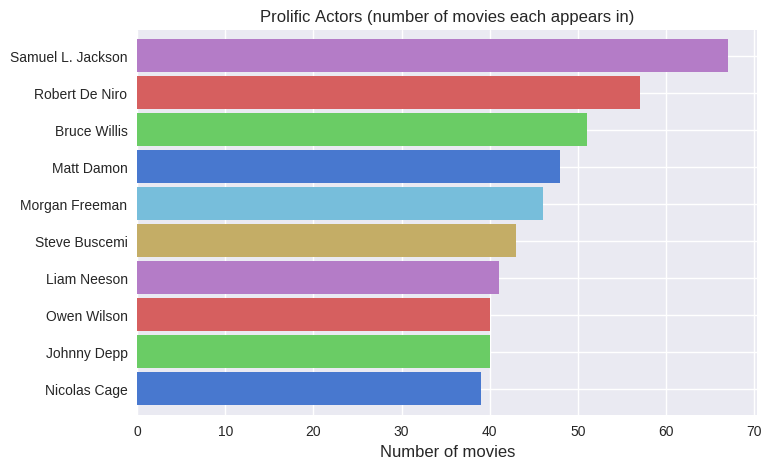 Prolific Actors (number of movies each appears in)
Samuel L. Jackson
Robert De Niro
Bruce Willis
Matt Damon
Morgan Freeman
Steve Buscemi
Liam Neeson
Owen Wilson
Johnny Depp
Nicolas Cage
0 10 20 30 40 50 60 70
Number of movies